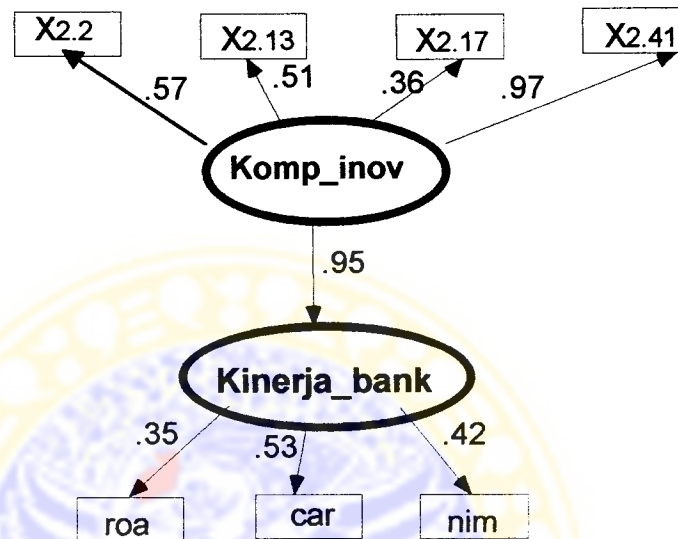 X2.2 X2.13 X2.17 X2.41
.57 .51 .36 .97
Komp_inov
.95
Kinerja_bank
.35 .53 .42
roa car nim